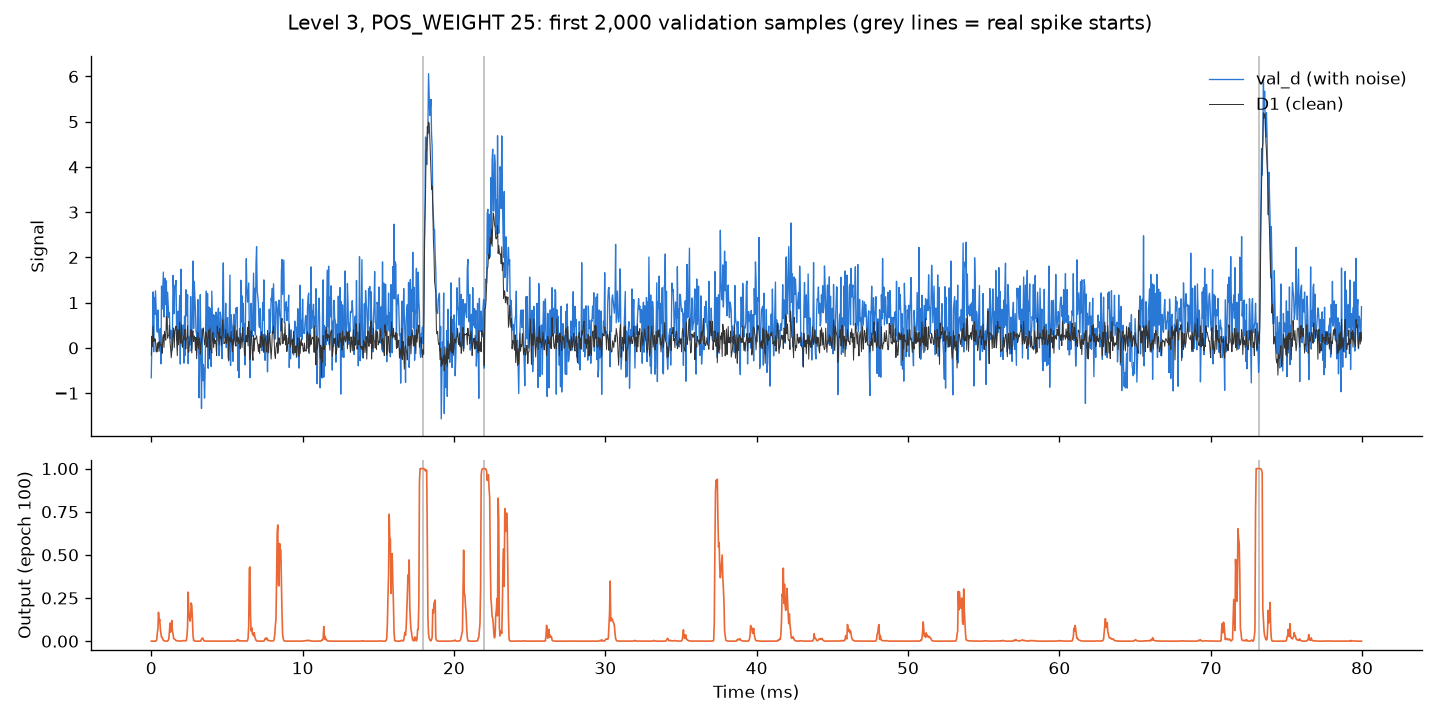 Level 3, POS_WEIGHT 25: first 2,000 validation samples (grey lines = real spike starts)
val_d (with noise)
D1 (clean)
Signal
6
5
4
3
2
1
0
−1
Output (epoch 100)
1.00
0.75
0.50
0.25
0.00
0 10 20 30 40 50 60 70 80
Time (ms)